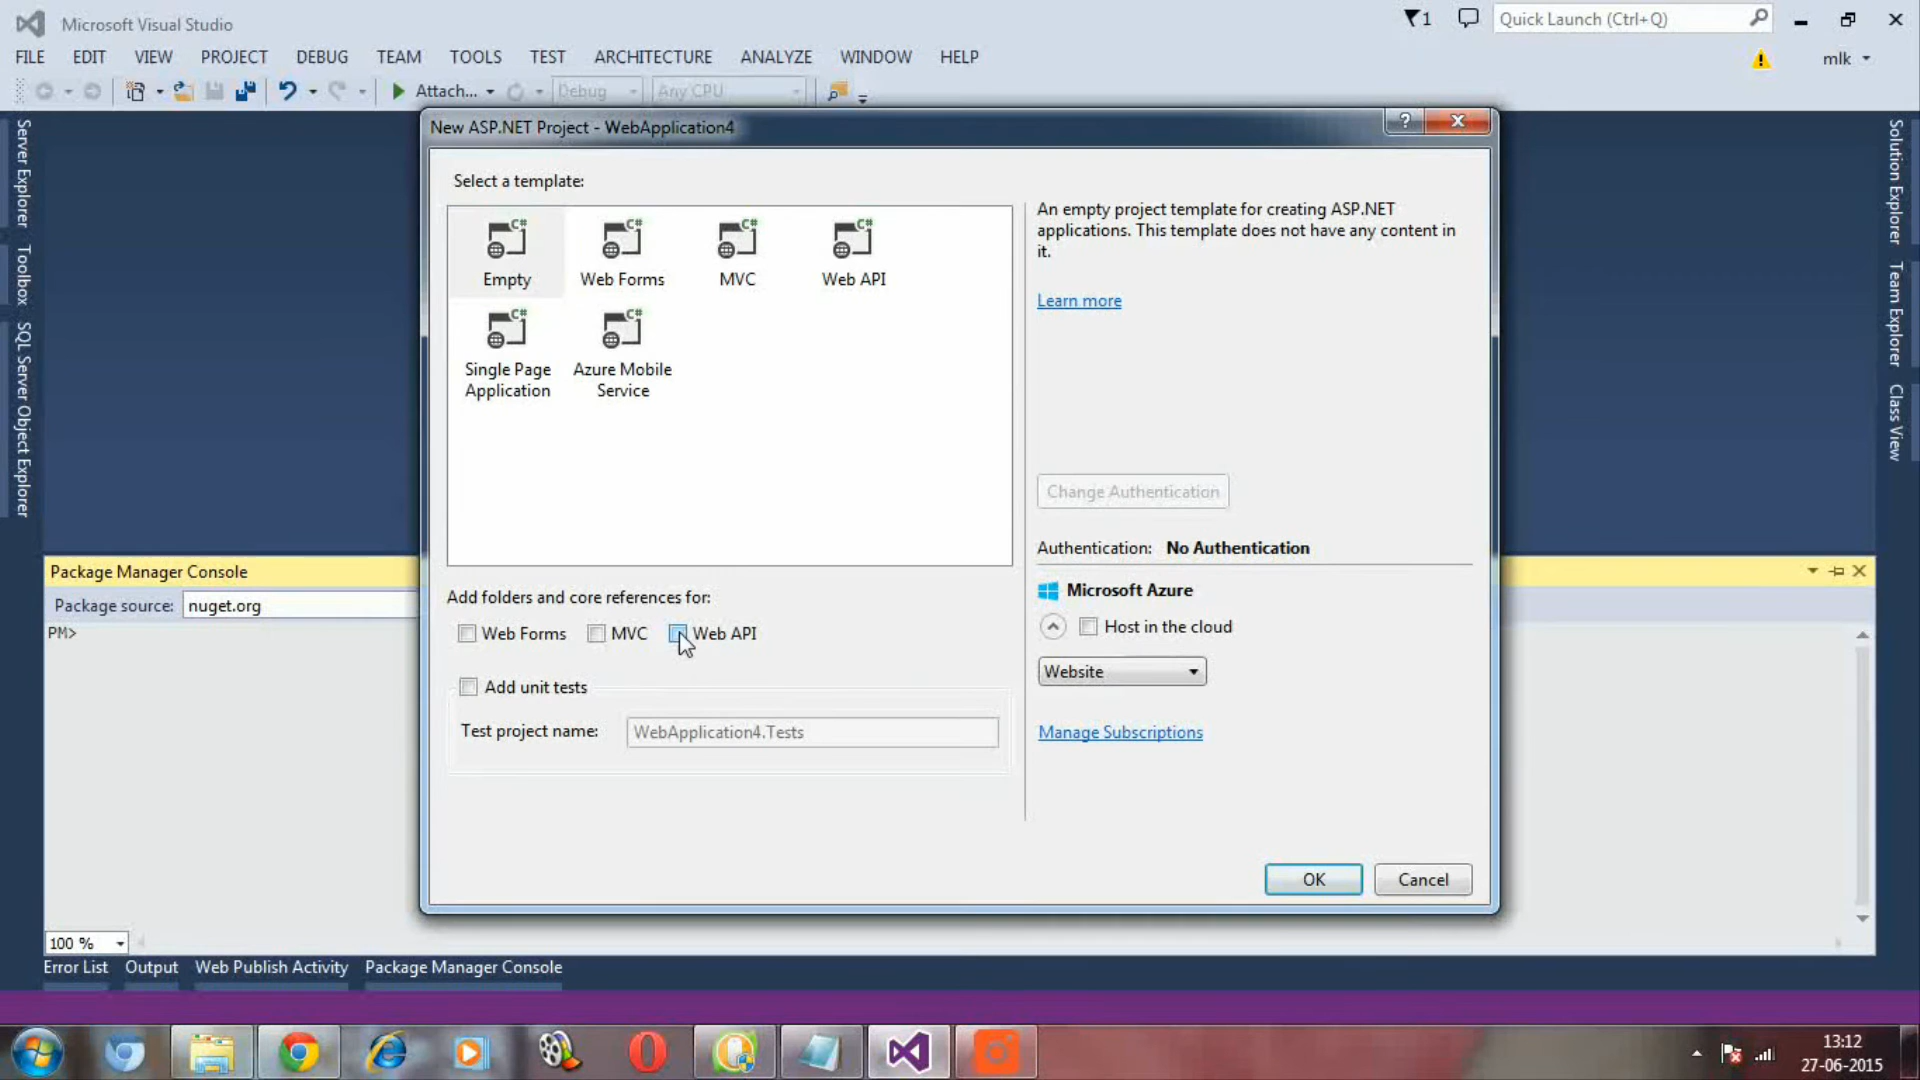 Microsoft Visual Studio
1
Quick Launch (Ctrl+Q)
FILE EDIT VIEW PROJECT DEBUG TEAM TOOLS TEST ARCHITECTURE ANALYZE WINDOW HELP
mlk
Attach...
Debug
Any CPU
Server Explorer
Toolbox
SQL Server Object Explorer
New ASP.NET Project - WebApplication4
?
Select a template:
C#
C#
C#
C#
Empty
Web Forms
MVC
Web API
C#
C#
Single Page
Application
Azure Mobile
Service
An empty project template for creating ASP.NET
applications. This template does not have any content in
it.
Learn more
Change Authentication
Authentication: No Authentication
Microsoft Azure
Host in the cloud
Website
Manage Subscriptions
Add folders and core references for:
Web Forms
MVC
Web API
Add unit tests
Test project name:
WebApplication4.Tests
OK
Cancel
Solution Explorer
Team Explorer
Class View
Package Manager Console
Package source: nuget.org
PM>
100 %
Error List
Output
Web Publish Activity
Package Manager Console
13:12
27-06-2015